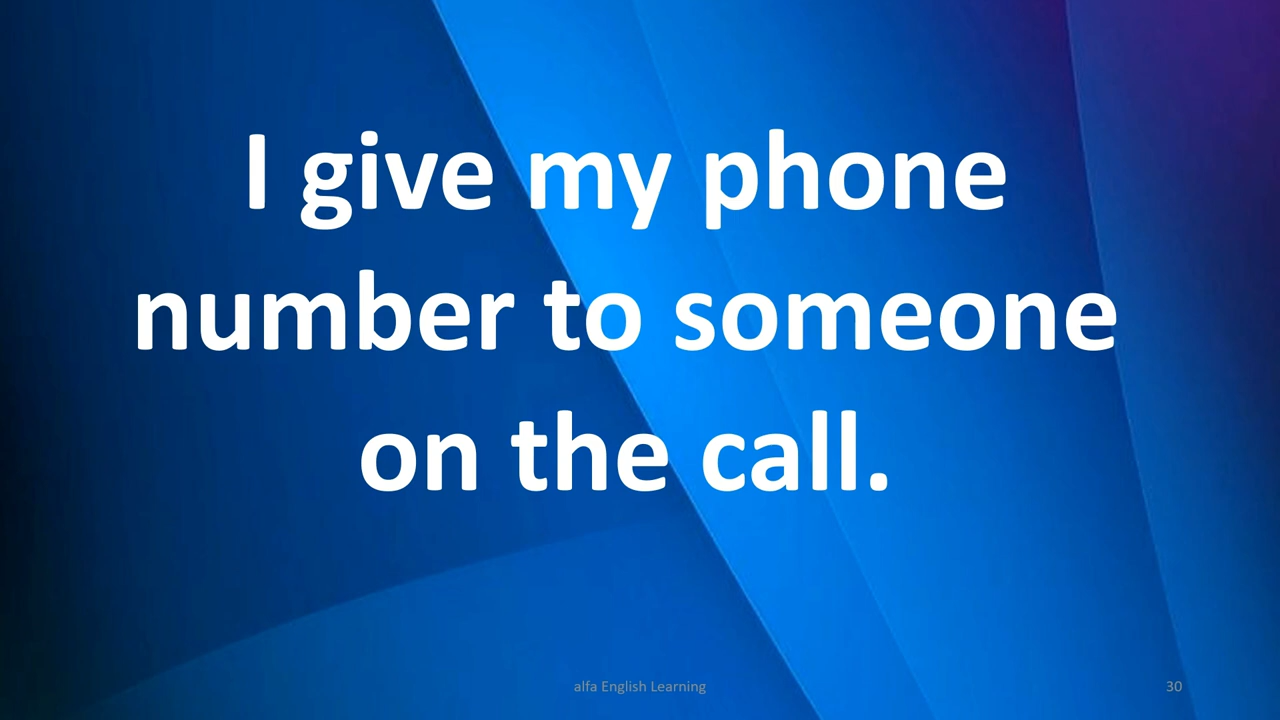 I give my phone
number to someone
on the call.
alfa English Learning
30